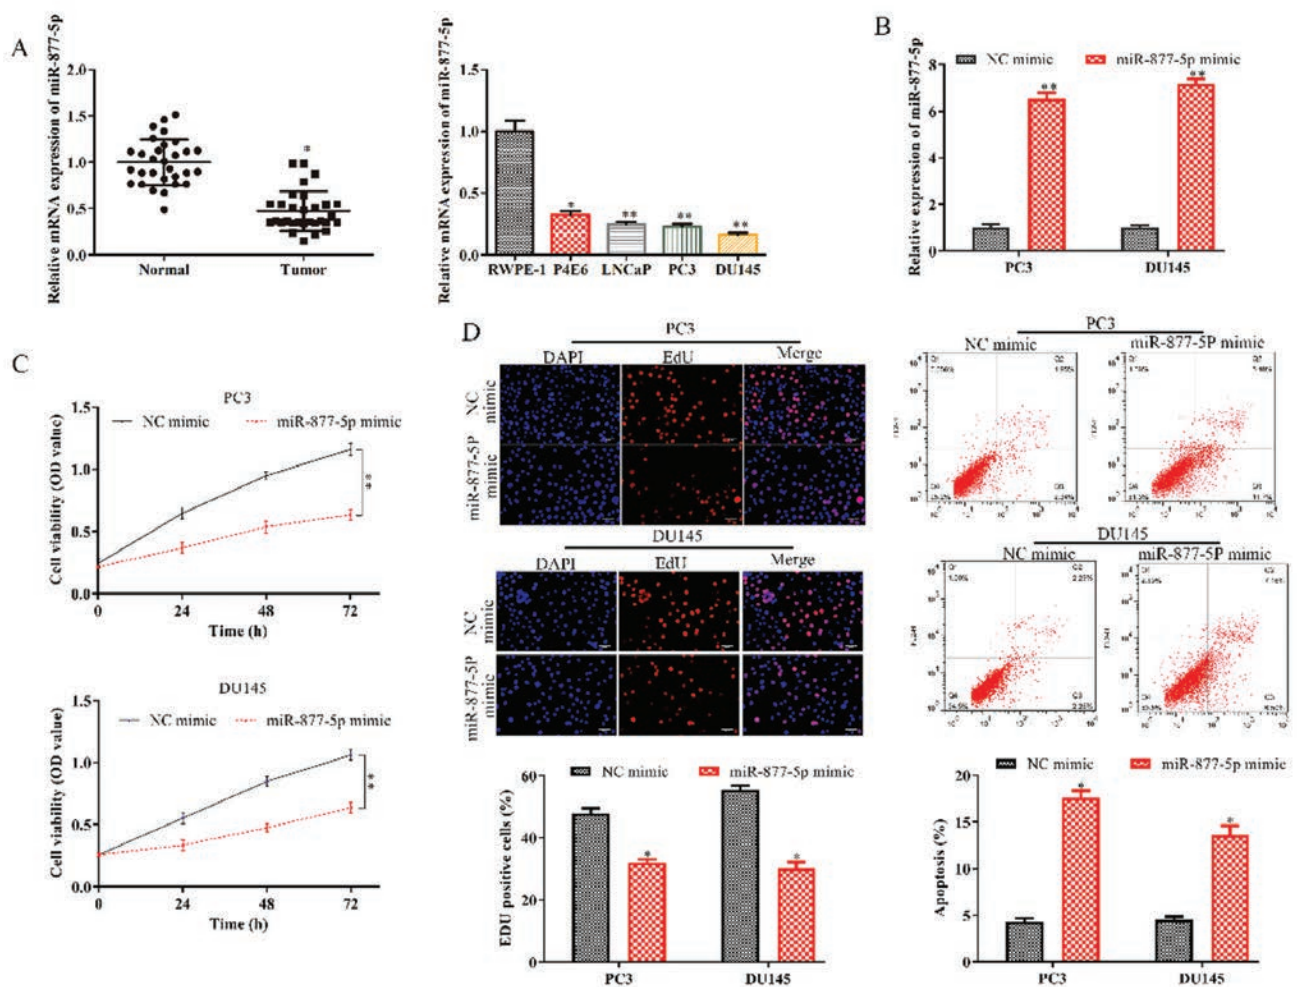 A
Relative mRNA expression of miR-877-5p
2.0
1.5
1.0
0.5
0.0
*
Normal
Tumor
Relative mRNA expression of miR-877-5p
1.5
1.0
0.5
0.0
*
**
**
**
RWPE-1 P4E6 LNCaP PC3 DU145
B
Relative expression of miR-877-5p
NC mimic
miR-877-5p mimic
8
6
4
2
0
**
**
PC3
DU145
C
PC3
NC mimic
miR-877-5p mimic
Cell viability (OD value)
1.5
1.0
0.5
0.0
**
0 24 48 72
Time (h)
DU145
NC mimic
miR-877-5p mimic
Cell viability (OD value)
1.5
1.0
0.5
0.0
**
0 24 48 72
Time (h)
D
PC3
DAPI EdU Merge
NC mimic
miR-877-5P mimic
DU145
DAPI EdU Merge
NC mimic
miR-877-5P mimic
NC mimic
miR-877-5p mimic
EDU positive cells (%)
60
40
20
0
*
*
PC3
DU145
PC3
NC mimic
miR-877-5P mimic
DU145
NC mimic
miR-877-5P mimic
Q1
Q2
2.25%
Q3
2.25%
NC mimic
miR-877-5p mimic
Apoptosis (%)
20
15
10
5
0
*
*
PC3
DU145